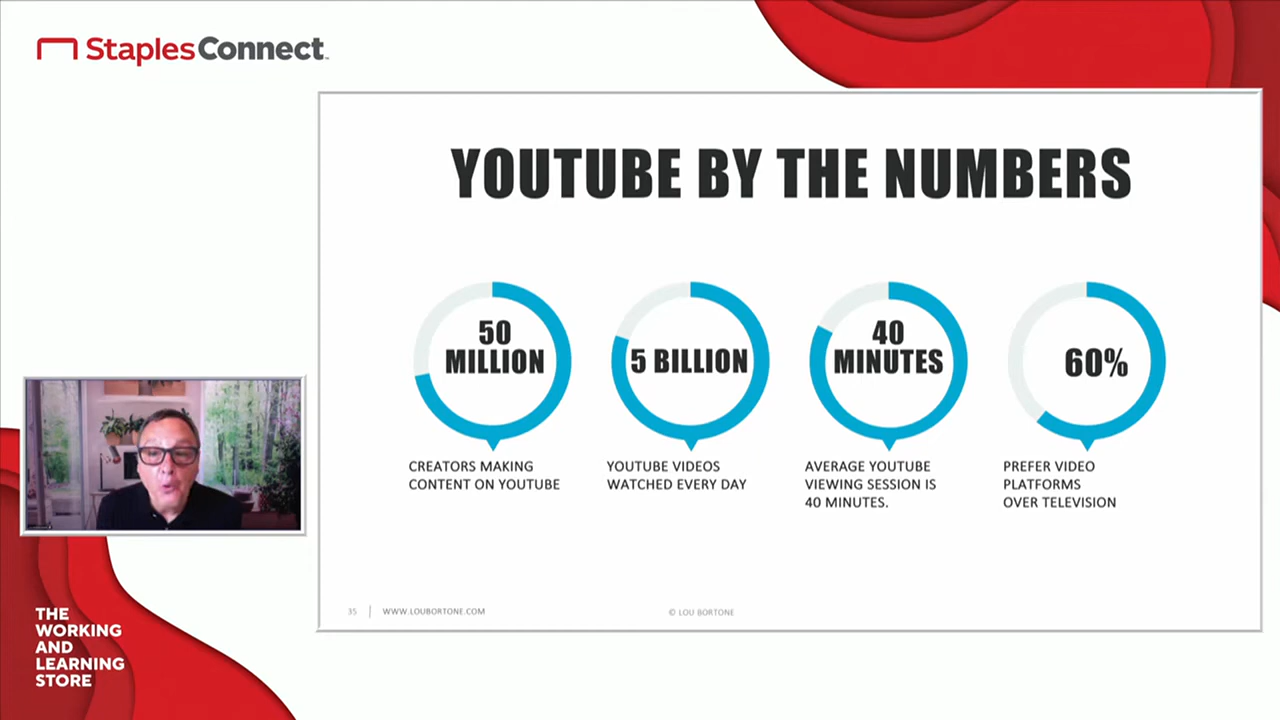 StaplesConnect™
YOUTUBE BY THE NUMBERS
50
MILLION
CREATORS MAKING
CONTENT ON YOUTUBE
5 BILLION
YOUTUBE VIDEOS
WATCHED EVERY DAY
40
MINUTES
AVERAGE YOUTUBE
VIEWING SESSION IS
40 MINUTES.
60%
PREFER VIDEO
PLATFORMS
OVER TELEVISION
35 | WWW.LOUBORTONE.COM
© LOU BORTONE
THE
WORKING
AND
LEARNING
STORE